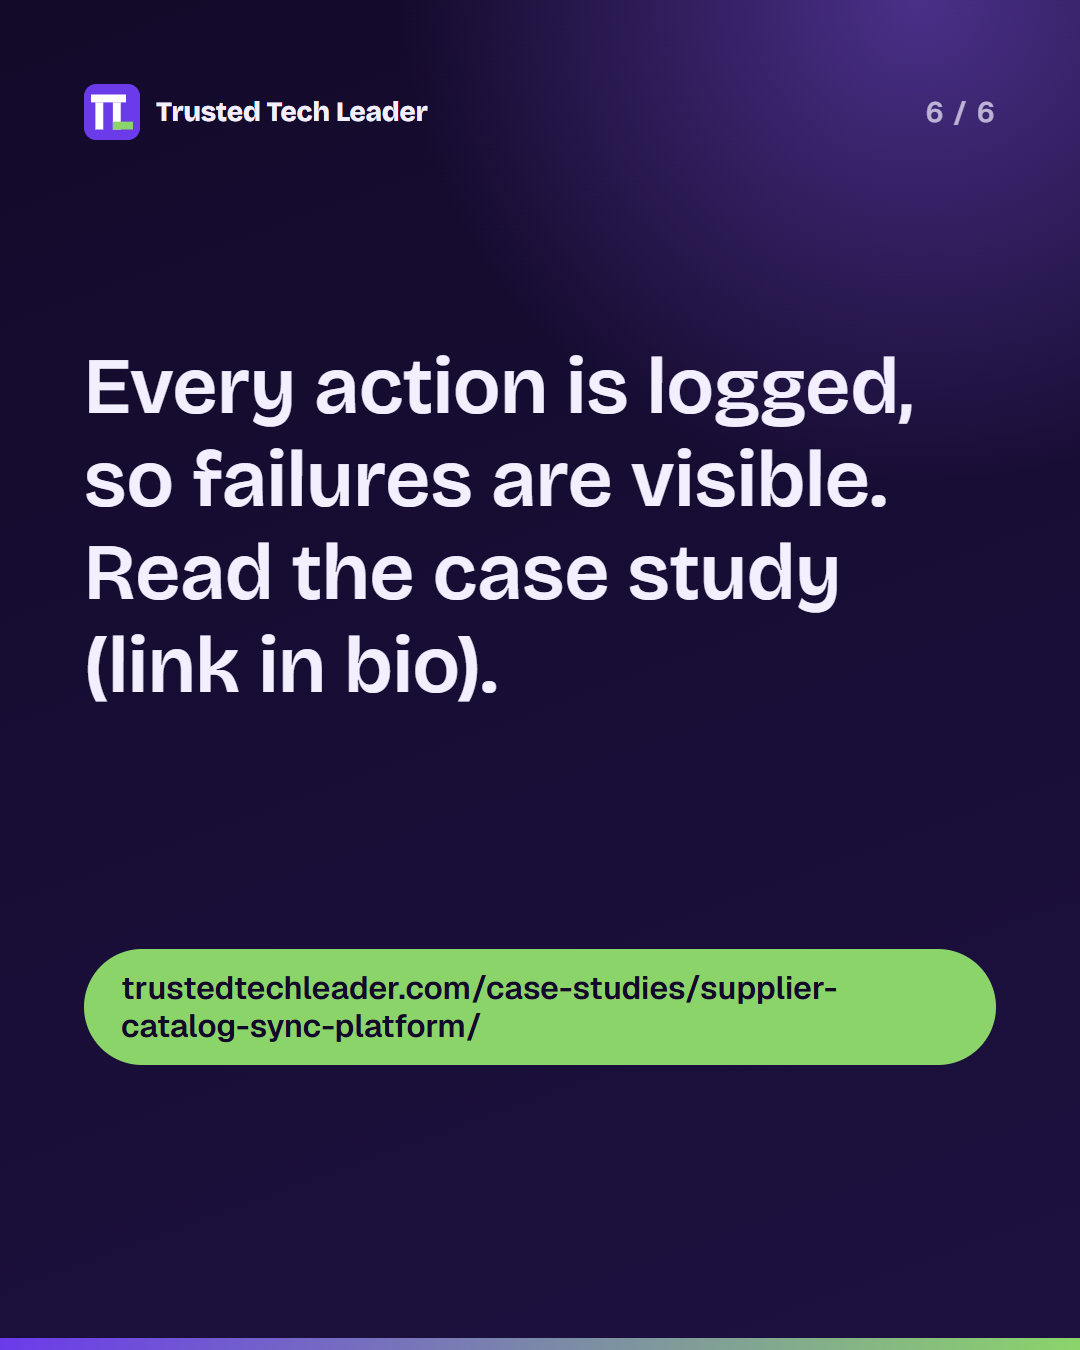 TL
Trusted Tech Leader
6 / 6
Every action is logged,
so failures are visible.
Read the case study
(link in bio).
trustedtechleader.com/case-studies/supplier-
catalog-sync-platform/